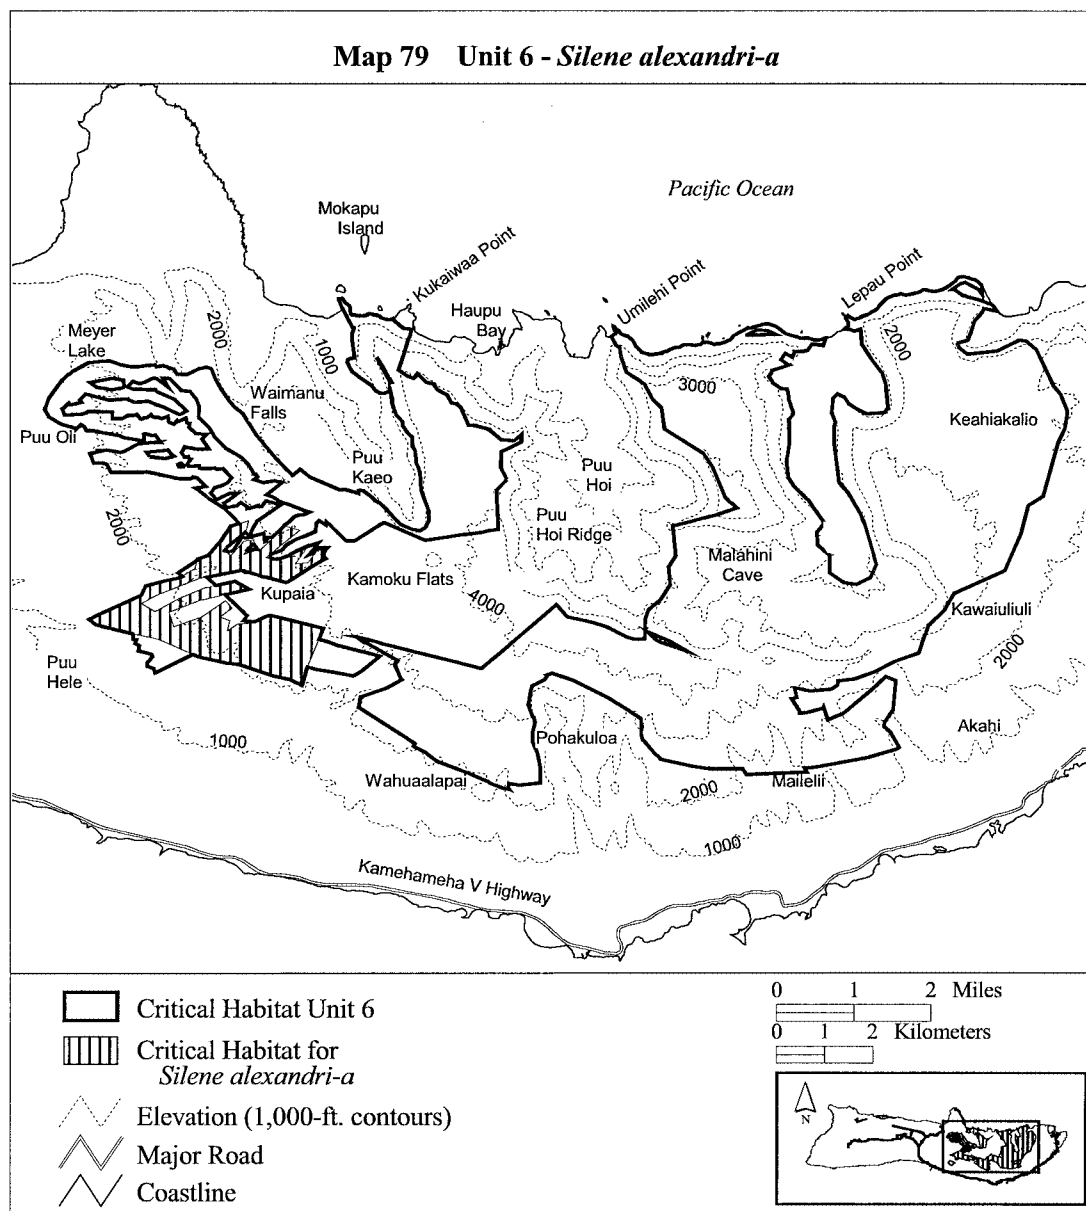 Map 79 Unit 6 - Silene alexandri-a
Pacific Ocean
Mokapu
Island
Kukaiwaa Point
Haupu
Bay
Umilehi Point
Lepau Point
Meyer
Lake
2000
1000
2000
3000
Waimanu
Falls
Keahiakalio
Puu Oli
Puu
Kaeo
Puu
Hoi
Puu
Hoi Ridge
2000
Malahini
Cave
Kamoku Flats
Kupaia
4000
Kawaiuliuli
2000
Puu
Hele
Akahi
1000
Pohakuloa
Wahuaalapai
2000
Mailelii
1000
Kamehameha V Highway
Critical Habitat Unit 6
Critical Habitat for
Silene alexandri-a
Elevation (1,000-ft. contours)
Major Road
Coastline
0 1 2 Miles
0 1 2 Kilometers
N